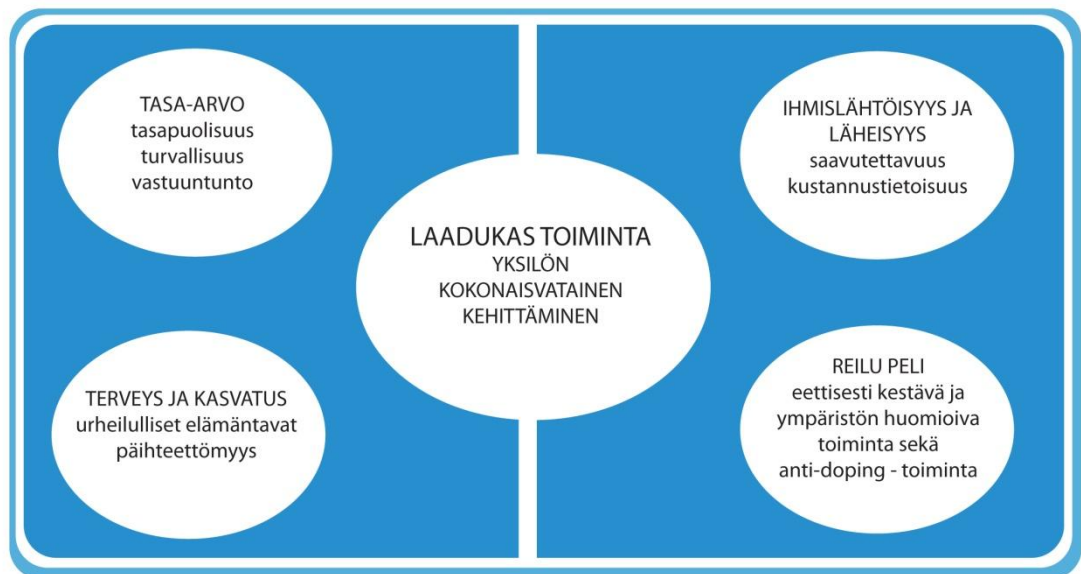 TASA-ARVO
tasapuolisuus
turvallisuus
vastuuntunto
IHMISLÄHTÖISYYS JA
LÄHEISYYS
saavutettavuus
kustannustietoisuus
LAADUKAS TOIMINTA
YKSILÖN
KOKONAISVATAINEN
KEHITTÄMINEN
TERVEYS JA KASVATUS
urheilulliset elämäntavat
päihteettömyys
REILU PELI
eettisesti kestävä ja
ympäristön huomioiva
toiminta sekä
anti-doping - toiminta